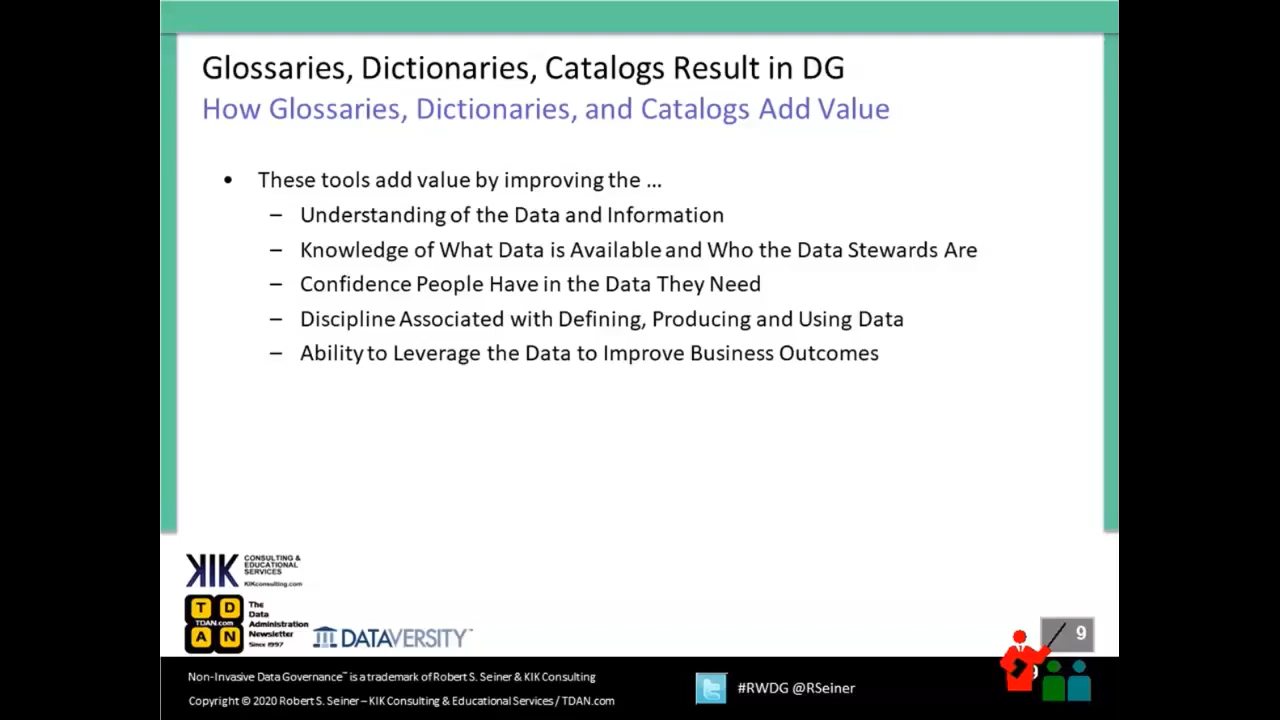 Glossaries, Dictionaries, Catalogs Result in DG
How Glossaries, Dictionaries, and Catalogs Add Value
• These tools add value by improving the ...
– Understanding of the Data and Information
– Knowledge of What Data is Available and Who the Data Stewards Are
– Confidence People Have in the Data They Need
– Discipline Associated with Defining, Producing and Using Data
– Ability to Leverage the Data to Improve Business Outcomes
KIK
CONSULTING &
EDUCATIONAL
SERVICES
KIKconsulting.com
T D
TDAN.com
A N
The
Data
Administration
Newsletter
Since 1997
DATAVERSITY™
9
9
Non-Invasive Data Governance™ is a trademark of Robert S. Seiner & KIK Consulting
Copyright © 2020 Robert S. Seiner – KIK Consulting & Educational Services / TDAN.com
#RWDG @RSeiner